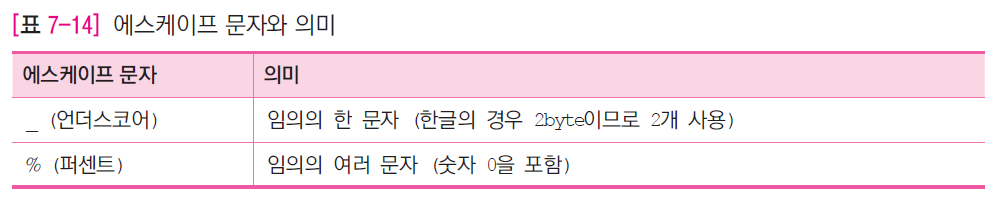 [표 7-14] 에스케이프 문자와 의미
에스케이프 문자 의미
_ (언더스코어) 임의의 한 문자 (한글의 경우 2byte이므로 2개 사용)
% (퍼센트) 임의의 여러 문자 (숫자 0을 포함)